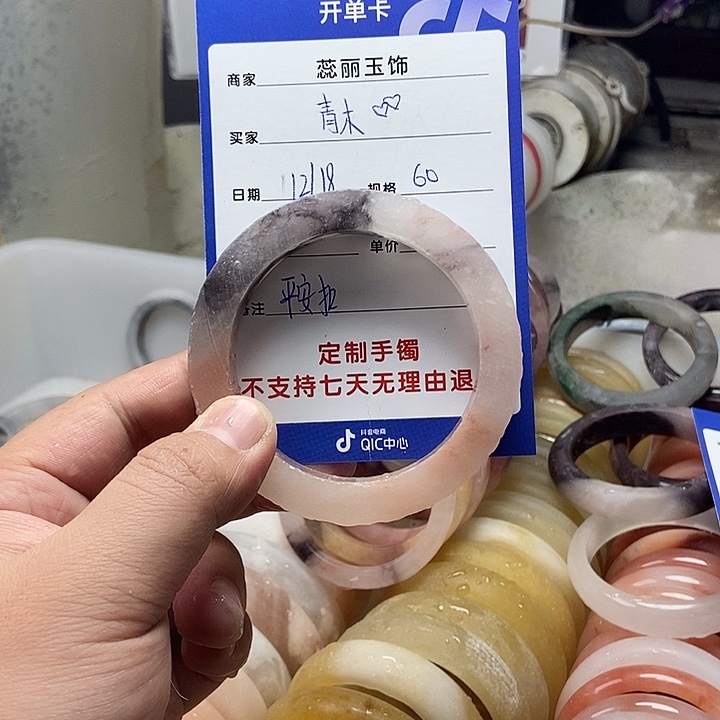 开单卡
商家 蕊丽玉饰
买家 青木
日期 12/18 规格 60
单价
注 平安扣
定制手镯
不支持七天无理由退
抖音电商
QIC中心